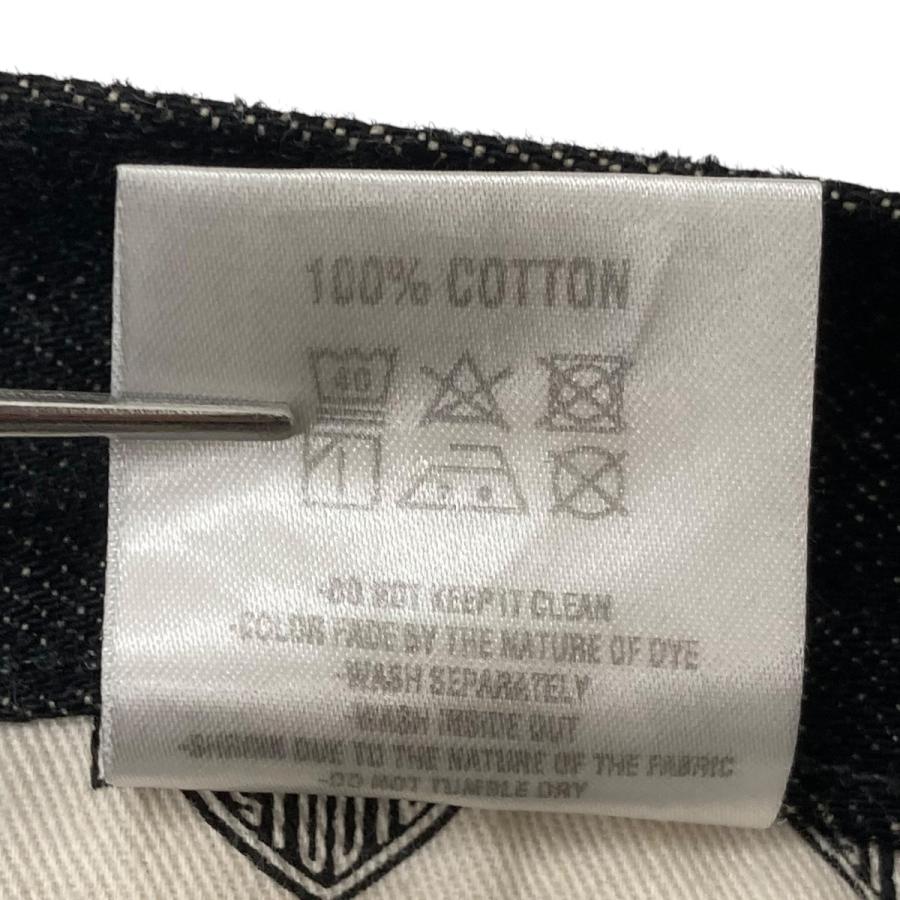 100% COTTON
40
-DO NOT KEEP IT CLEAN
-COLOR FADE BY THE NATURE OF DYE
-WASH SEPARATELY
-WASH INSIDE OUT
-SHRINK DUE TO THE NATURE OF THE FABRIC
-DO NOT TUMBLE DRY